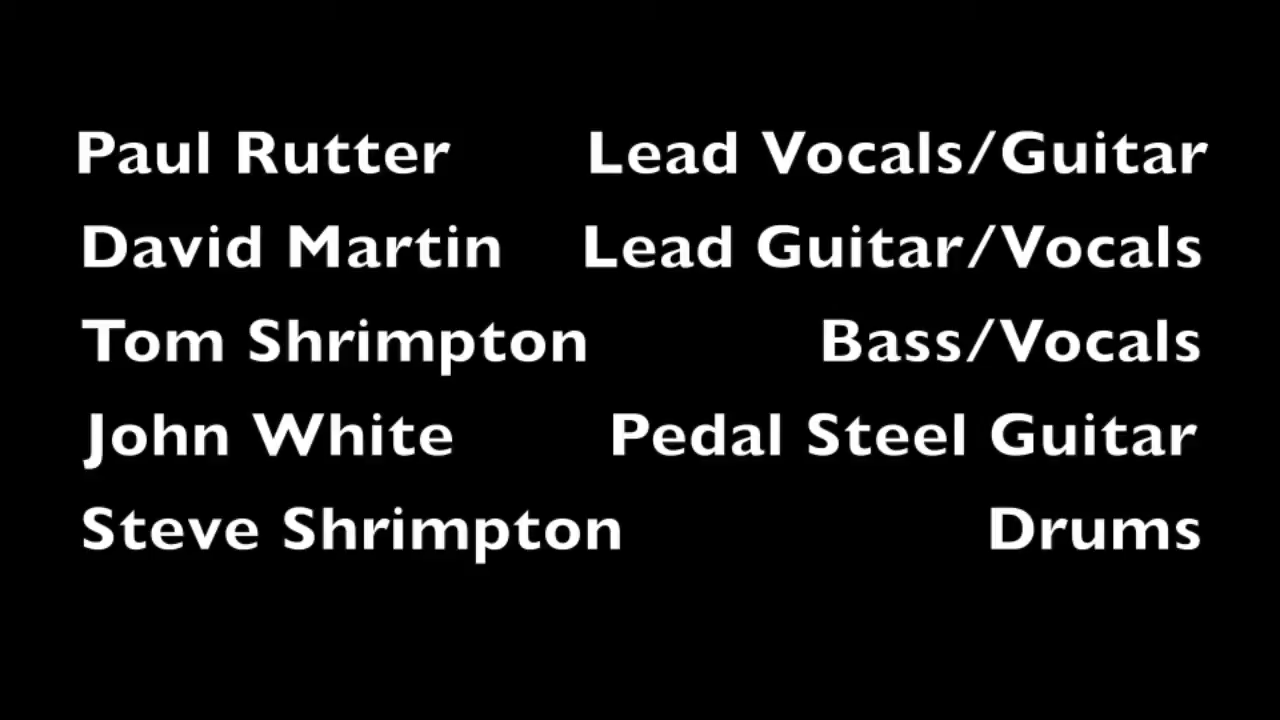 Paul Rutter Lead Vocals/Guitar
David Martin Lead Guitar/Vocals
Tom Shrimpton Bass/Vocals
John White Pedal Steel Guitar
Steve Shrimpton Drums